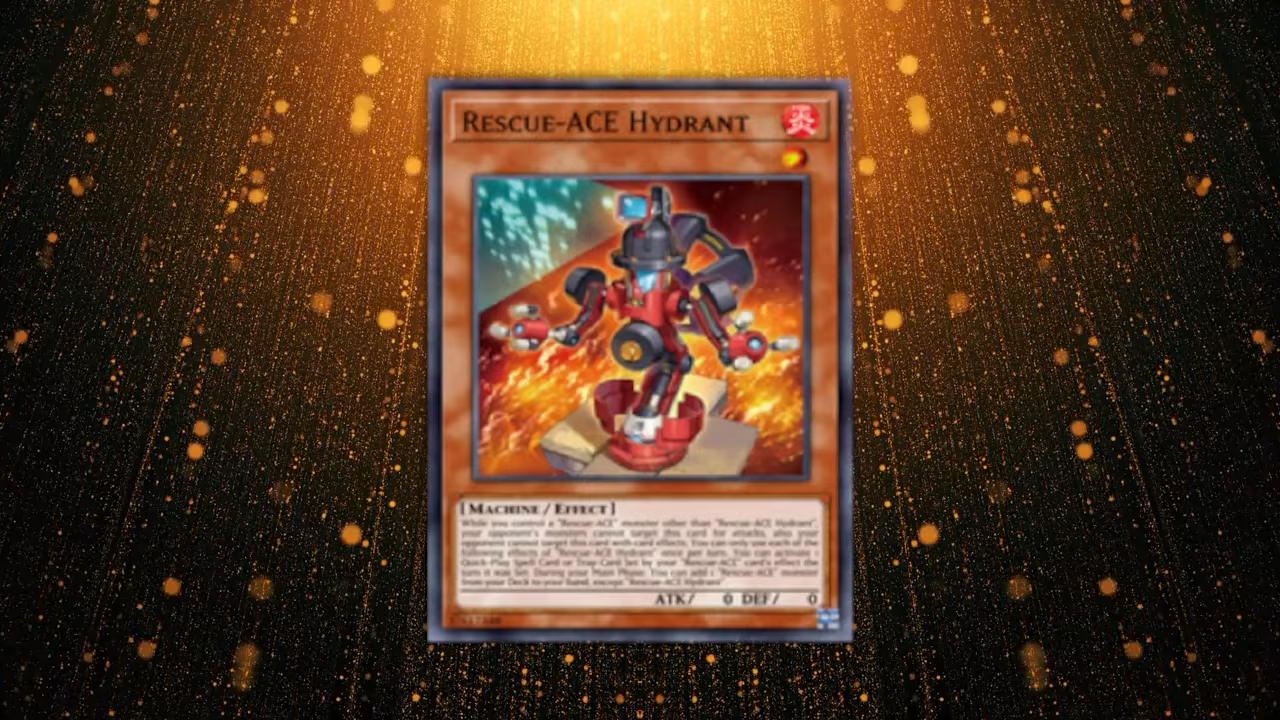 RESCUE-ACE HYDRANT
炎
[MACHINE / EFFECT]
While you control a "Rescue-ACE" monster other than "Rescue-ACE Hydrant",
your opponent's monsters cannot target this card for attacks, also your
opponent cannot target this card with card effects. You can only use each of the
following effects of "Rescue-ACE Hydrant" once per turn. You can activate 1
Quick-Play Spell Card or Trap Card Set by your "Rescue-ACE" card's effect the
turn it was Set. During your Main Phase: You can add 1 "Rescue-ACE" monster
from your Deck to your hand, except "Rescue-ACE Hydrant"
ATK/ 0 DEF/ 0